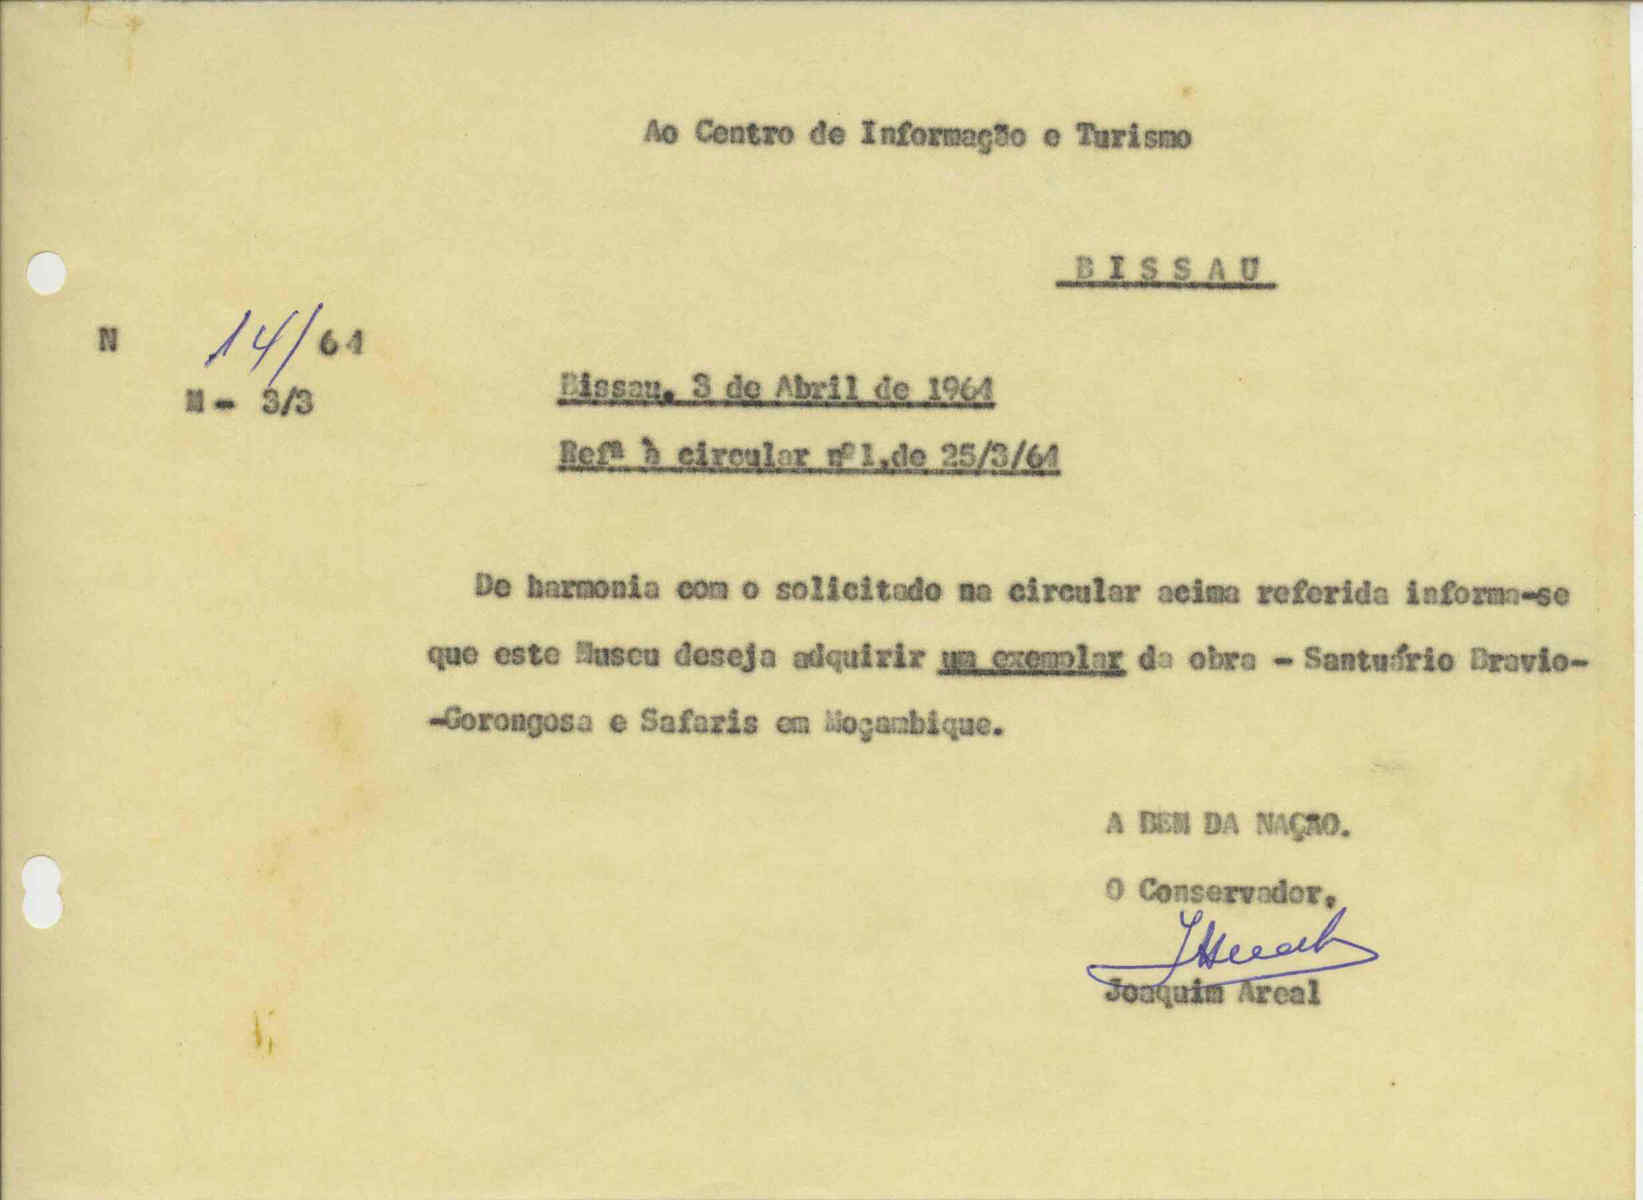 Ao Centro de Informação e Turismo
BISSAU
N 14/64
M - 3/3
Bissau, 3 de Abril de 1964
Refª à circular nº1,de 25/3/64
De harmonia com o solicitado na circular acima referida informa-se
que este Museu deseja adquirir um exemplar da obra - Santuário Bravio-
-Gorongosa e Safaris em Moçambique.
A BEM DA NAÇÃO.
O Conservador,
Joaquim Areal